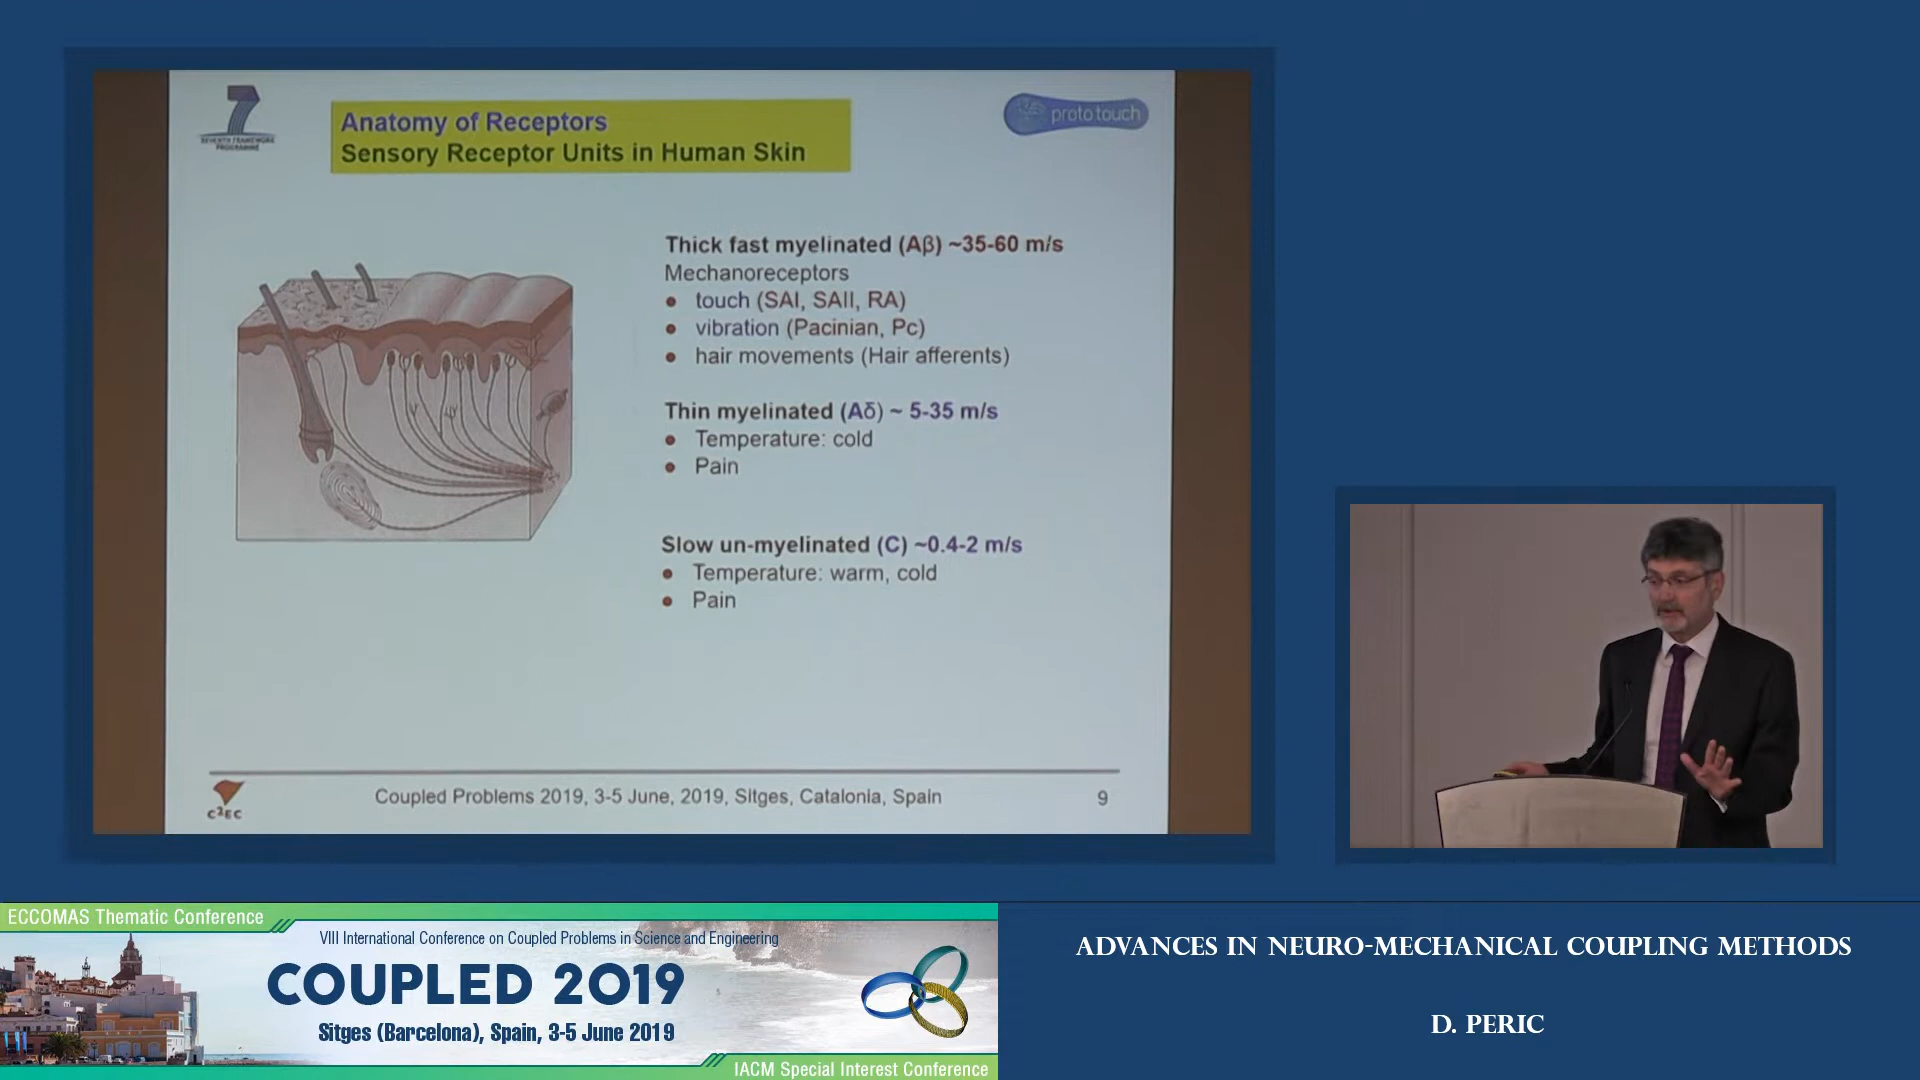 7
SEVENTH FRAMEWORK
PROGRAMME
Anatomy of Receptors
Sensory Receptor Units in Human Skin
proto touch
Thick fast myelinated (Aβ) ~35-60 m/s
Mechanoreceptors
● touch (SAI, SAII, RA)
● vibration (Pacinian, Pc)
● hair movements (Hair afferents)
Thin myelinated (Aδ) ~ 5-35 m/s
● Temperature: cold
● Pain
Slow un-myelinated (C) ~0.4-2 m/s
● Temperature: warm, cold
● Pain
C²EC
Coupled Problems 2019, 3-5 June, 2019, Sitges, Catalonia, Spain
9
ECCOMAS Thematic Conference
VIII International Conference on Coupled Problems in Science and Engineering
COUPLED 2019
Sitges (Barcelona), Spain, 3-5 June 2019
IACM Special Interest Conference
ADVANCES IN NEURO-MECHANICAL COUPLING METHODS
D. PERIC